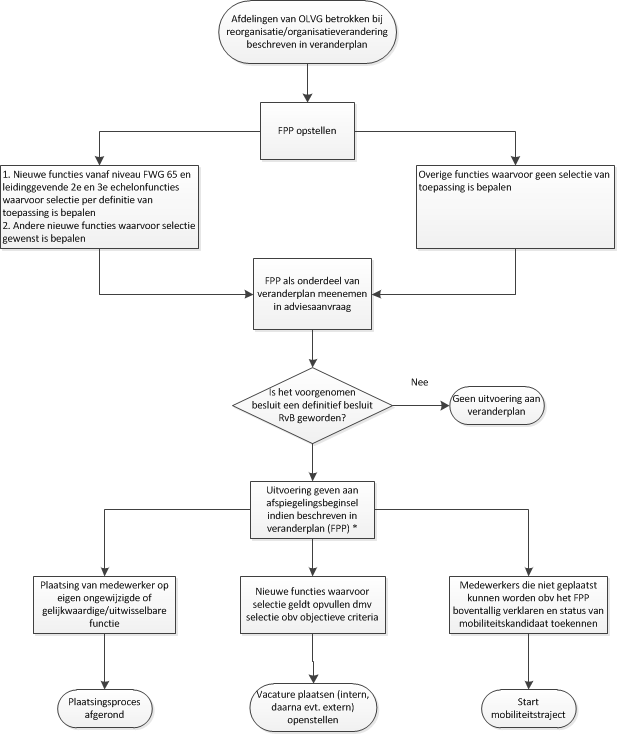 Afdelingen van OLVG betrokken bij
reorganisatie/organisatieverandering
beschreven in veranderplan
FPP opstellen
1. Nieuwe functies vanaf niveau FWG 65 en
leidinggevende 2e en 3e echelonfuncties
waarvoor selectie per definitie van
toepassing is bepalen
2. Andere nieuwe functies waarvoor selectie
gewenst is bepalen
Overige functies waarvoor geen selectie van
toepassing is bepalen
FPP als onderdeel van
veranderplan meenemen
in adviesaanvraag
Is het voorgenomen
besluit een definitief besluit
RvB geworden?
Nee
Geen uitvoering aan
veranderplan
Uitvoering geven aan
afspiegelingsbeginsel
indien beschreven in
veranderplan (FPP) *
Plaatsing van medewerker op
eigen ongewijzigde of
gelijkwaardige/uitwisselbare
functie
Nieuwe functies waarvoor
selectie geldt opvullen dmv
selectie obv objectieve criteria
Medewerkers die niet geplaatst
kunnen worden obv het FPP
boventallig verklaren en status van
mobiliteitskandidaat toekennen
Plaatsingsproces
afgerond
Vacature plaatsen (intern,
daarna evt. extern)
openstellen
Start
mobiliteitstraject